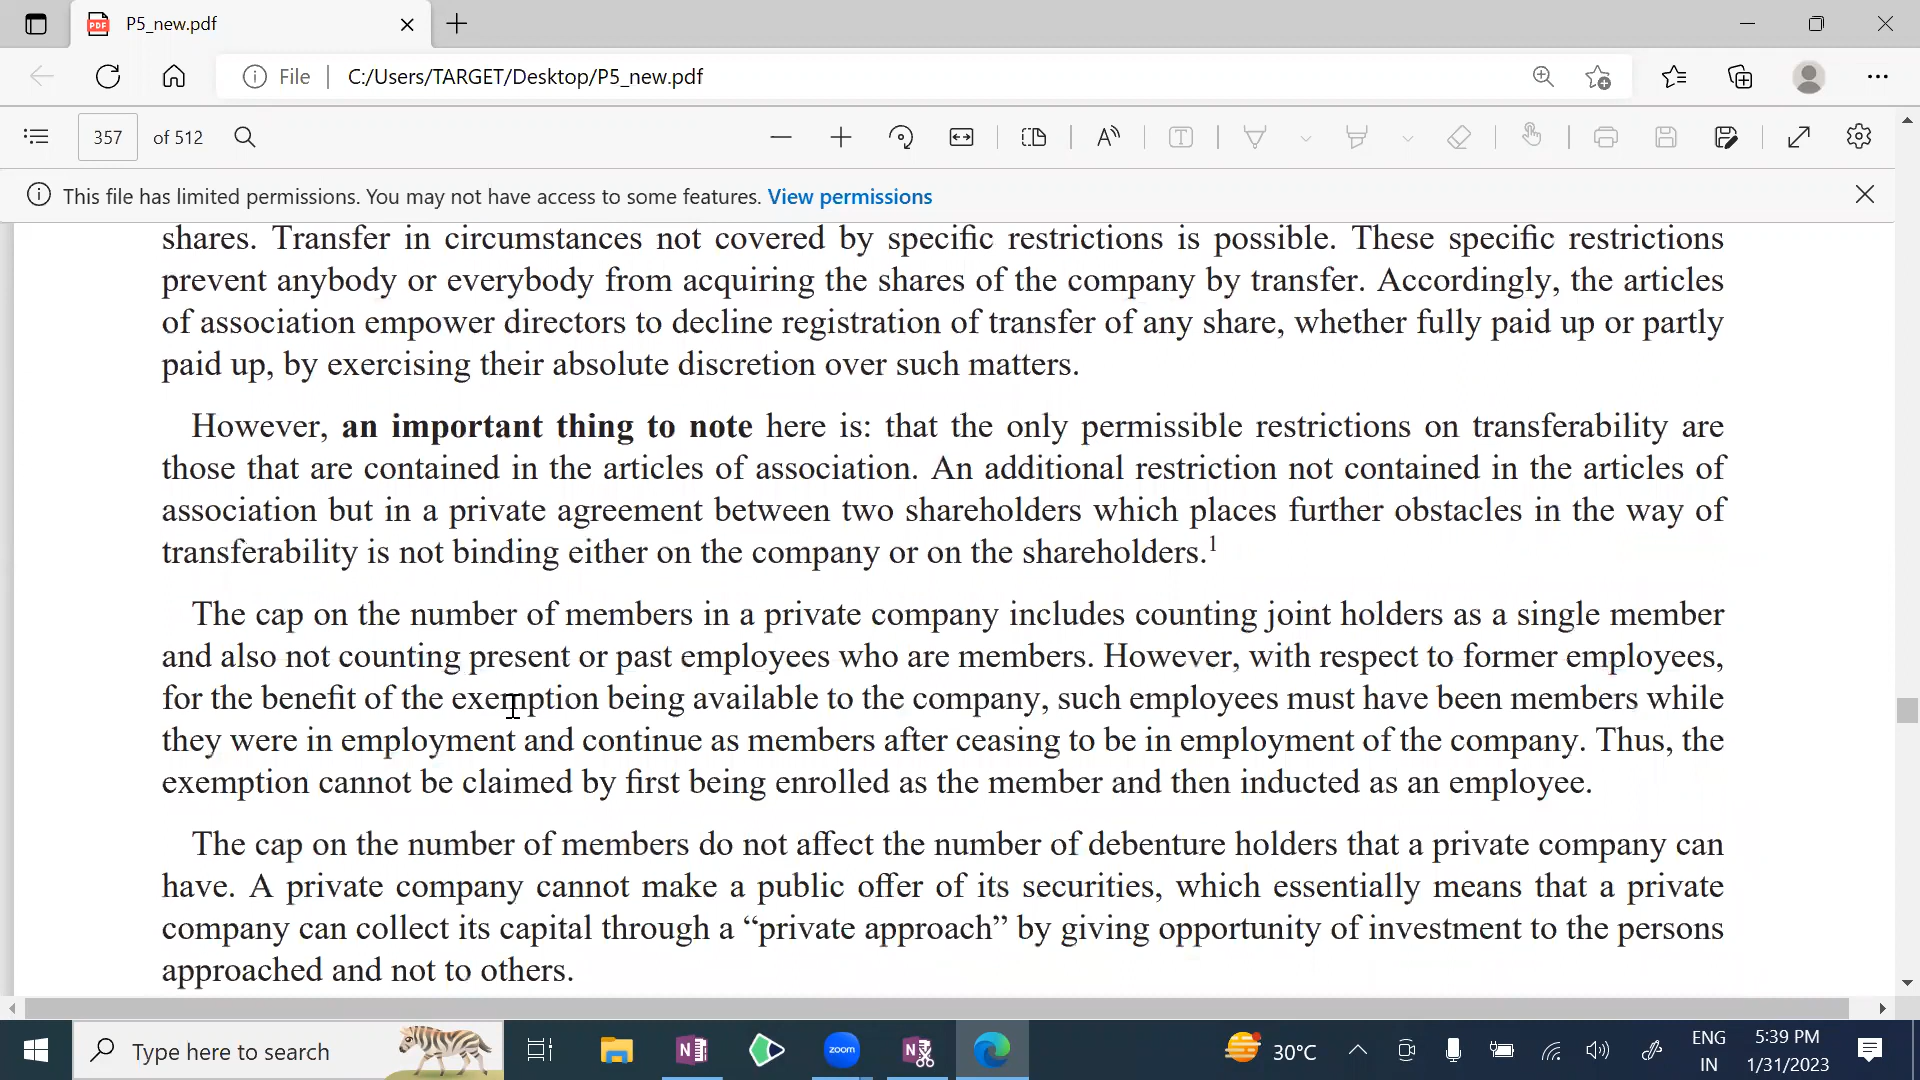 P5_new.pdf
File
C:/Users/TARGET/Desktop/P5_new.pdf
357 of 512
This file has limited permissions. You may not have access to some features. View permissions
shares. Transfer in circumstances not covered by specific restrictions is possible. These specific restrictions
prevent anybody or everybody from acquiring the shares of the company by transfer. Accordingly, the articles
of association empower directors to decline registration of transfer of any share, whether fully paid up or partly
paid up, by exercising their absolute discretion over such matters.
However, an important thing to note here is: that the only permissible restrictions on transferability are
those that are contained in the articles of association. An additional restriction not contained in the articles of
association but in a private agreement between two shareholders which places further obstacles in the way of
transferability is not binding either on the company or on the shareholders.1
The cap on the number of members in a private company includes counting joint holders as a single member
and also not counting present or past employees who are members. However, with respect to former employees,
for the benefit of the exemption being available to the company, such employees must have been members while
they were in employment and continue as members after ceasing to be in employment of the company. Thus, the
exemption cannot be claimed by first being enrolled as the member and then inducted as an employee.
The cap on the number of members do not affect the number of debenture holders that a private company can
have. A private company cannot make a public offer of its securities, which essentially means that a private
company can collect its capital through a “private approach” by giving opportunity of investment to the persons
approached and not to others.
Type here to search
zoom
30°C
ENG
IN
5:39 PM
1/31/2023